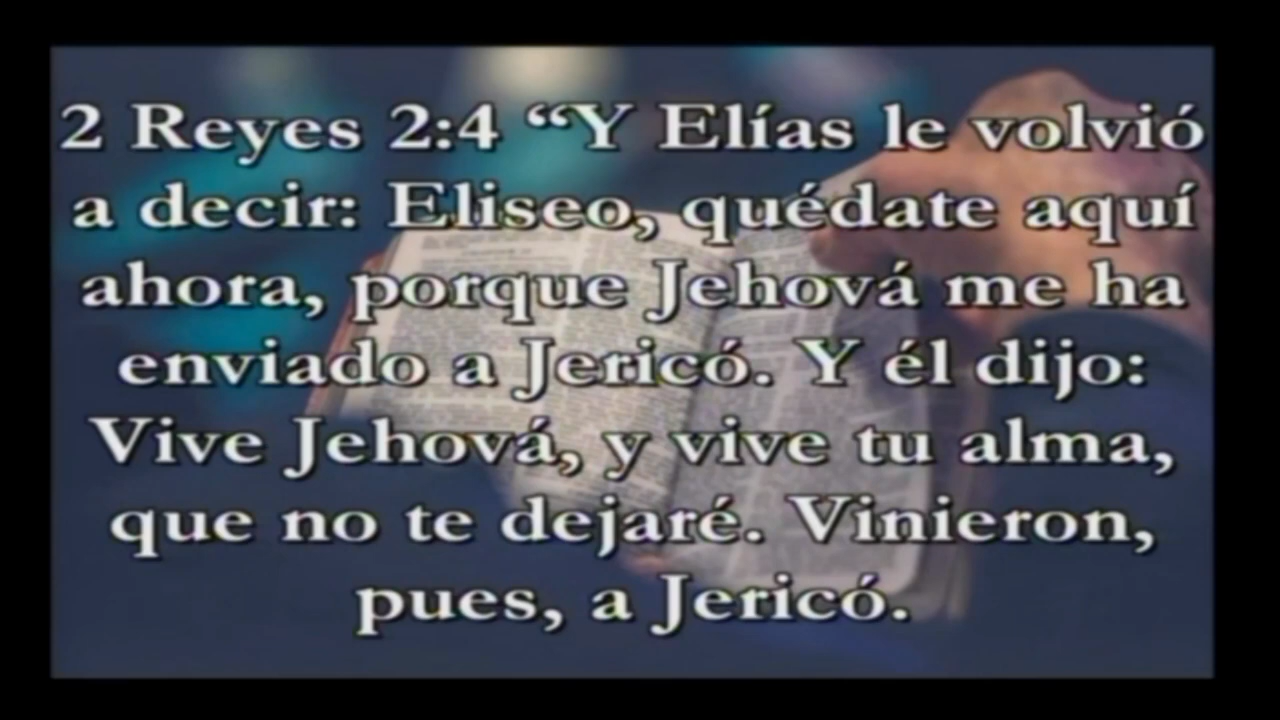 2 Reyes 2:4 “Y Elías le volvió
a decir: Eliseo, quédate aquí
ahora, porque Jehová me ha
enviado a Jericó. Y él dijo:
Vive Jehová, y vive tu alma,
que no te dejaré. Vinieron,
pues, a Jericó.